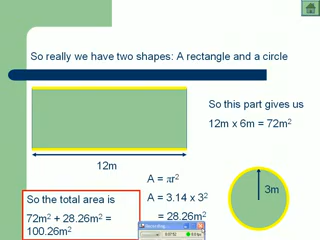 So really we have two shapes: A rectangle and a circle
So this part gives us
12m x 6m = 72m²
12m
A = πr²
A = 3.14 x 3²
= 28.26m²
3m
So the total area is
72m² + 28.26m² =
100.26m²